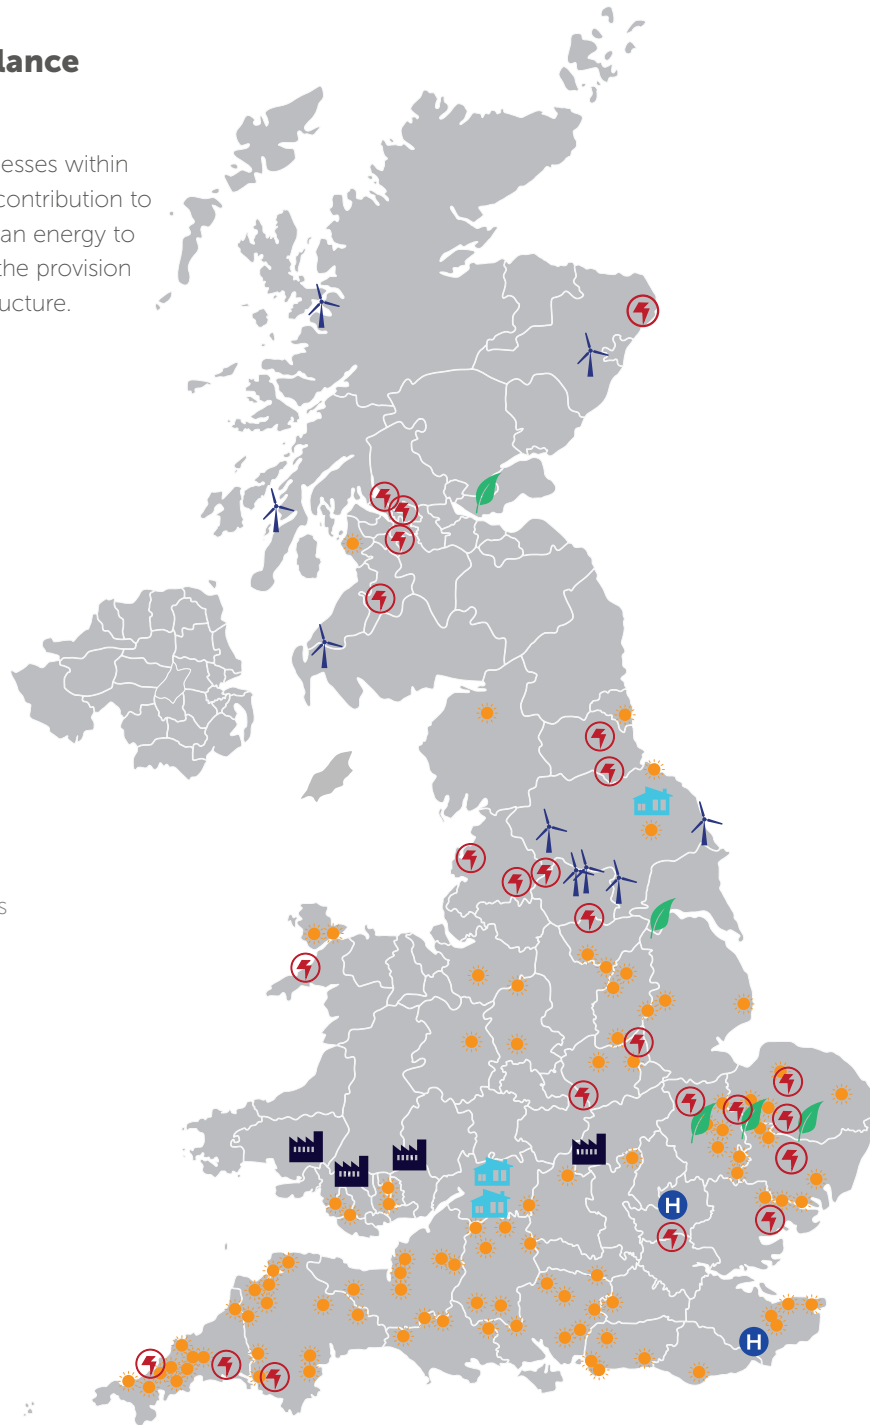 lance
esses within
contribution to
an energy to
the provision
ucture.
s
H
H